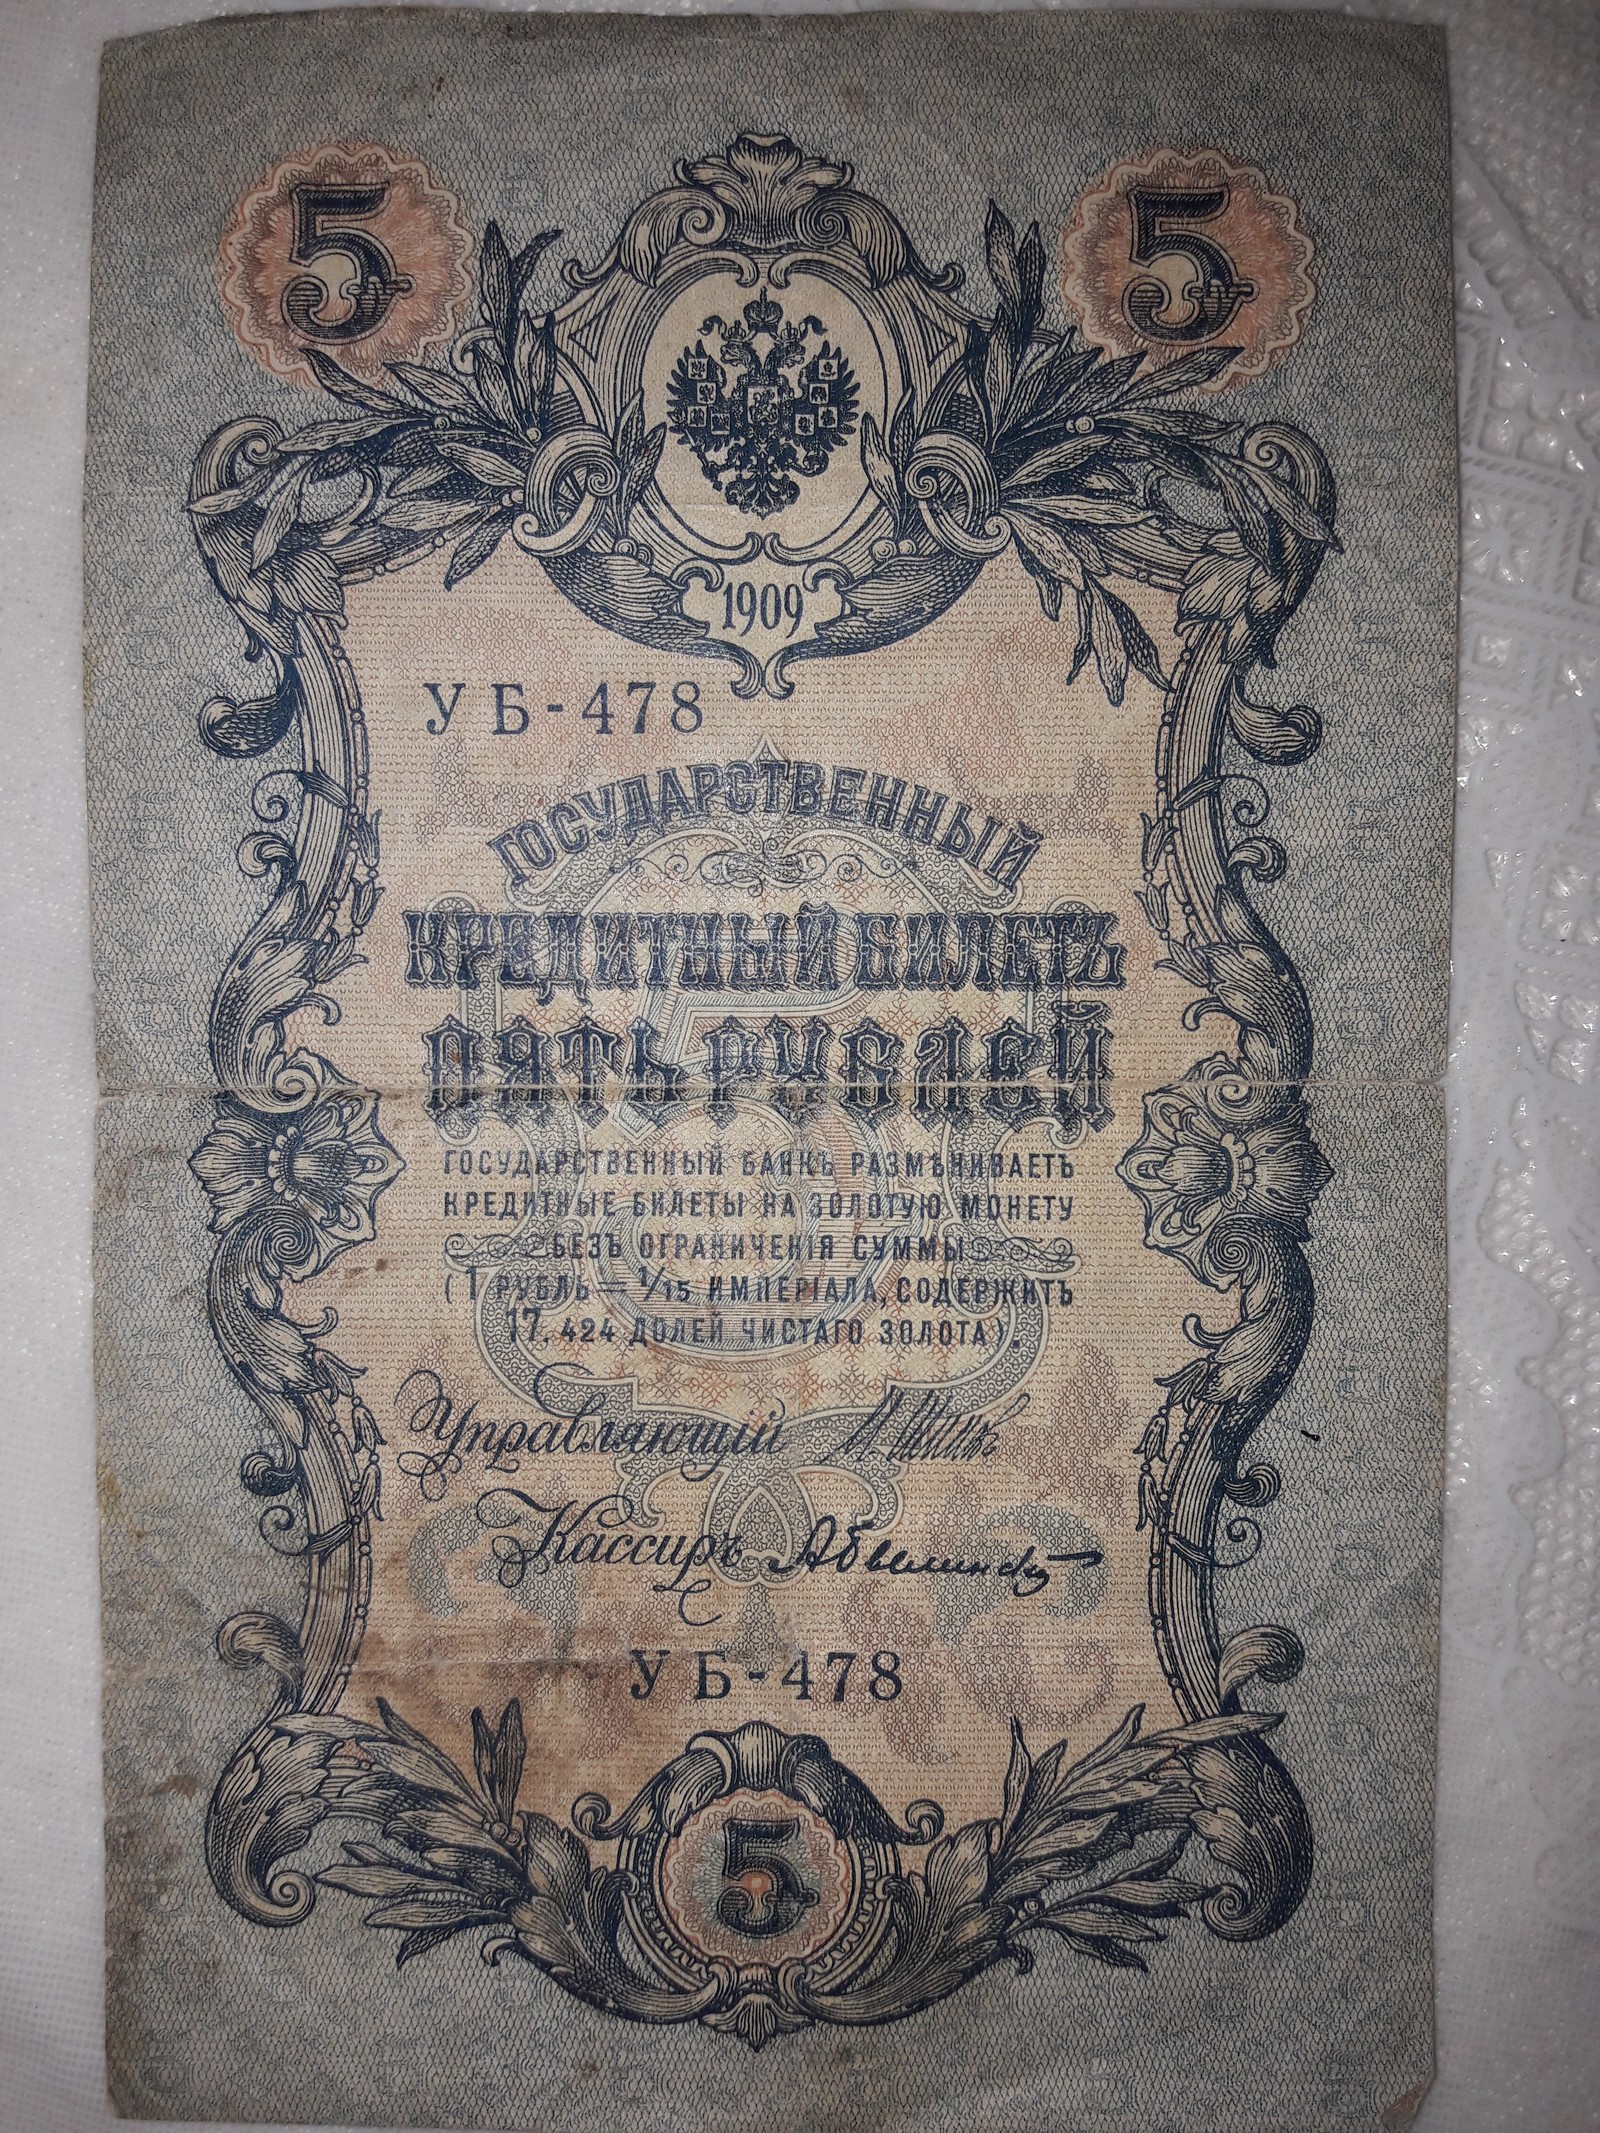 5 5
1909
УБ-478
ГОСУДАРСТВЕННЫЙ
КРЕДИТНЫЙ БИЛЕТЪ
ПЯТЬ РУБЛЕЙ
ГОСУДАРСТВЕННЫЙ БАНКЪ РАЗМѢНИВАЕТЪ
КРЕДИТНЫЕ БИЛЕТЫ НА ЗОЛОТУЮ МОНЕТУ
БЕЗЪ ОГРАНИЧЕНІЯ СУММЫ
(1 РУБЛЬ = 1/15 ИМПЕРІАЛА, СОДЕРЖИТЪ
17,424 ДОЛЕЙ ЧИСТАГО ЗОЛОТА).
Управляющій И. Шиповъ
Кассиръ
УБ-478
5